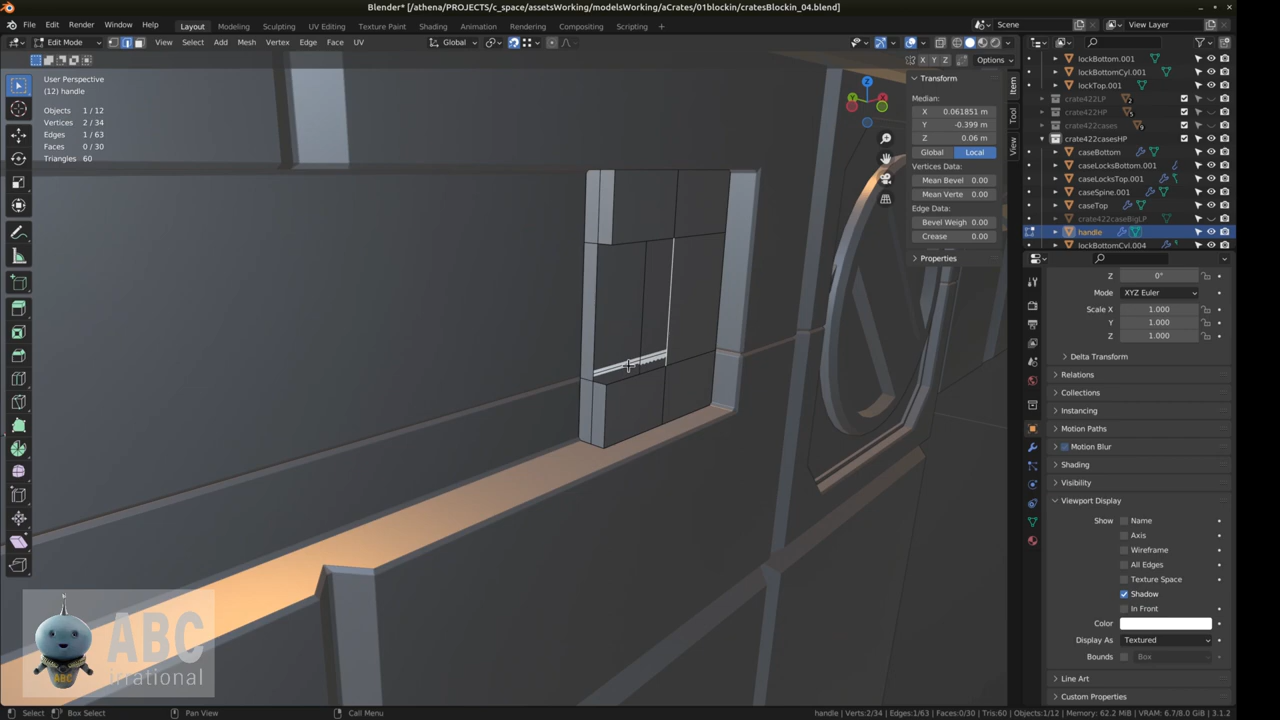 Blender* [/athena/PROJECTS/c_space/assetsWorking/modelsWorking/aCrates/01blockin/cratesBlockin_04.blend]
File Edit Render Window Help Layout Modeling Sculpting UV Editing Texture Paint Shading Animation Rendering Compositing Scripting + Scene View Layer
Edit Mode View Select Add Mesh Vertex Edge Face UV Global
X Y Z Options
User Perspective
(12) handle
Objects 1 / 12
Vertices 2 / 34
Edges 1 / 63
Faces 0 / 30
Triangles 60
Z
Y
X
Transform
Median:
X 0.061851 m
Y -0.399 m
Z 0.06 m
Global Local
Vertices Data:
Mean Bevel 0.00
Mean Verte 0.00
Edge Data:
Bevel Weigh 0.00
Crease 0.00
Properties
Item
Tool
View
lockBottom.001
lockBottomCyl.001
lockTop.001
crate422LP
crate422HP
crate422cases
crate422casesHP
caseBottom
caseLocksBottom.001
caseLocksTop.001
caseSpine.001
caseTop
crate422caseBigLP
handle
lockBottomCyl.004
Z 0°
Mode XYZ Euler
Scale X 1.000
Y 1.000
Z 1.000
Delta Transform
Relations
Collections
Instancing
Motion Paths
Motion Blur
Shading
Visibility
Viewport Display
Show Name
Axis
Wireframe
All Edges
Texture Space
Shadow
In Front
Color
Display As Textured
Bounds Box
Line Art
Custom Properties
ABC
irrational
ABC
Select Box Select Pan View Call Menu
handle | Verts:2/34 | Edges:1/63 | Faces:0/30 | Tris:60 | Objects:1/12 | Memory: 62.2 MiB | VRAM: 6.7/8.0 GiB | 3.1.2